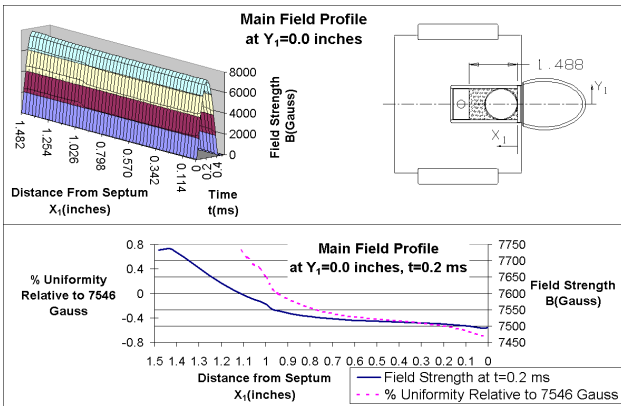 Main Field Profile
at Y1=0.0 inches
8000
6000
4000
2000
0
Field Strength
B(Gauss)
1.482
1.254
1.026
0.798
0.570
0.342
0.114
0
0.2
0.4
Distance From Septum
X1(inches)
Time
t(ms)
1.488
Y1
X1
Main Field Profile
at Y1=0.0 inches, t=0.2 ms
% Uniformity
Relative to 7546
Gauss
0.8
0.4
0
-0.4
-0.8
7750
7700
7650
7600
7550
7500
7450
Field Strength
B(Gauss)
1.5 1.4 1.3 1.2 1.1 1 0.9 0.8 0.7 0.6 0.5 0.4 0.3 0.2 0.1 0
Distance from Septum
X1(inches)
Field Strength at t=0.2 ms
% Uniformity Relative to 7546 Gauss